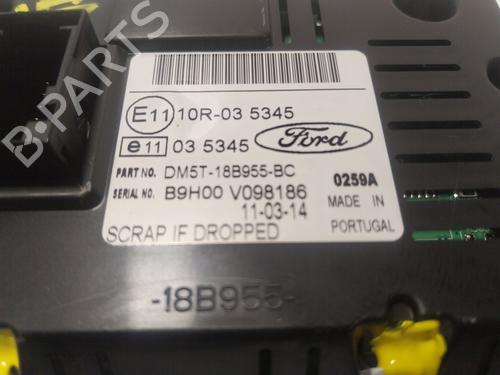 E11 10R-03 5345
e11 03 5345 Ford
PART NO. DM5T-18B955-BC 0259A
SERIAL NO. B9H00 V098186 MADE IN
11-03-14 PORTUGAL
SCRAP IF DROPPED
-18B955-
B-PARTS